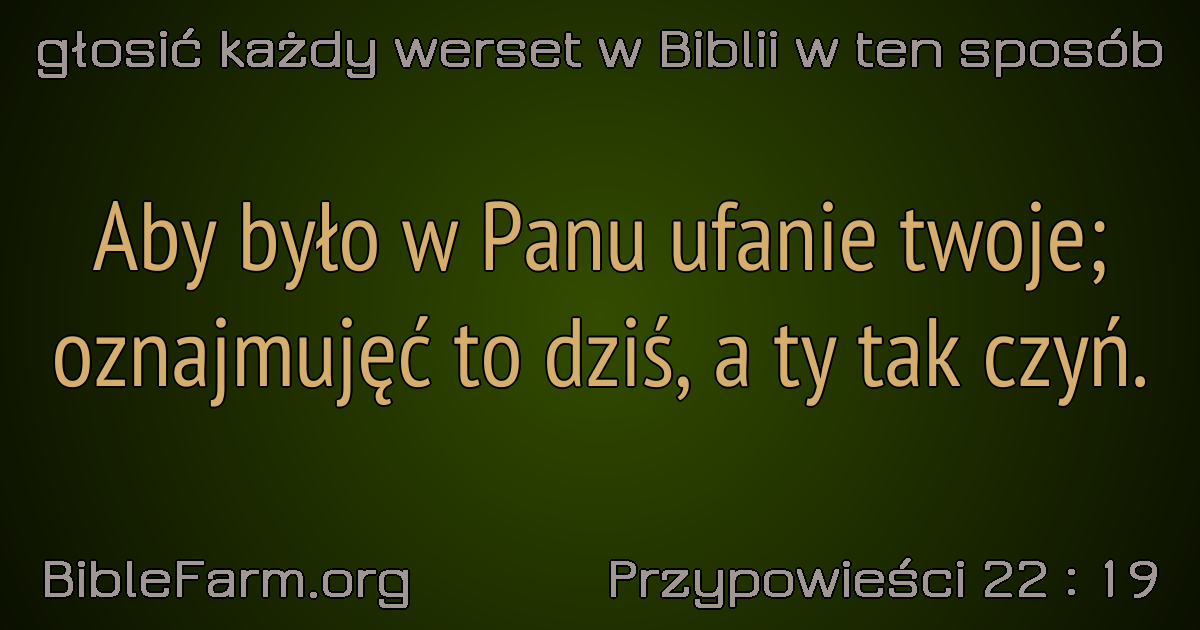 głosić każdy werset w Biblii w ten sposób
Aby było w Panu ufanie twoje;
oznajmujęć to dziś, a ty tak czyń.
BibleFarm.org
Przypowieści 22 : 19